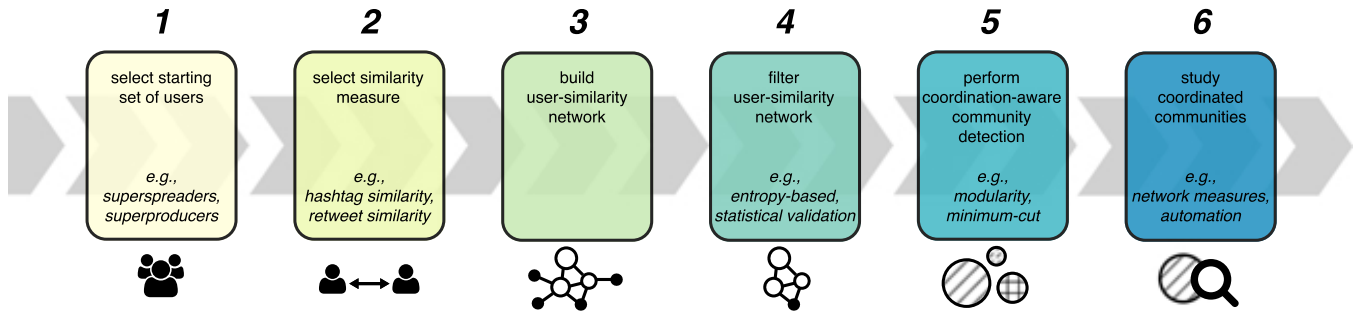 1
select starting
set of users
e.g.,
superspreaders,
superproducers
2
select similarity
measure
e.g.,
hashtag similarity,
retweet similarity
3
build
user-similarity
network
4
filter
user-similarity
network
e.g.,
entropy-based,
statistical validation
5
perform
coordination-aware
community
detection
e.g.,
modularity,
minimum-cut
6
study
coordinated
communities
e.g.,
network measures,
automation